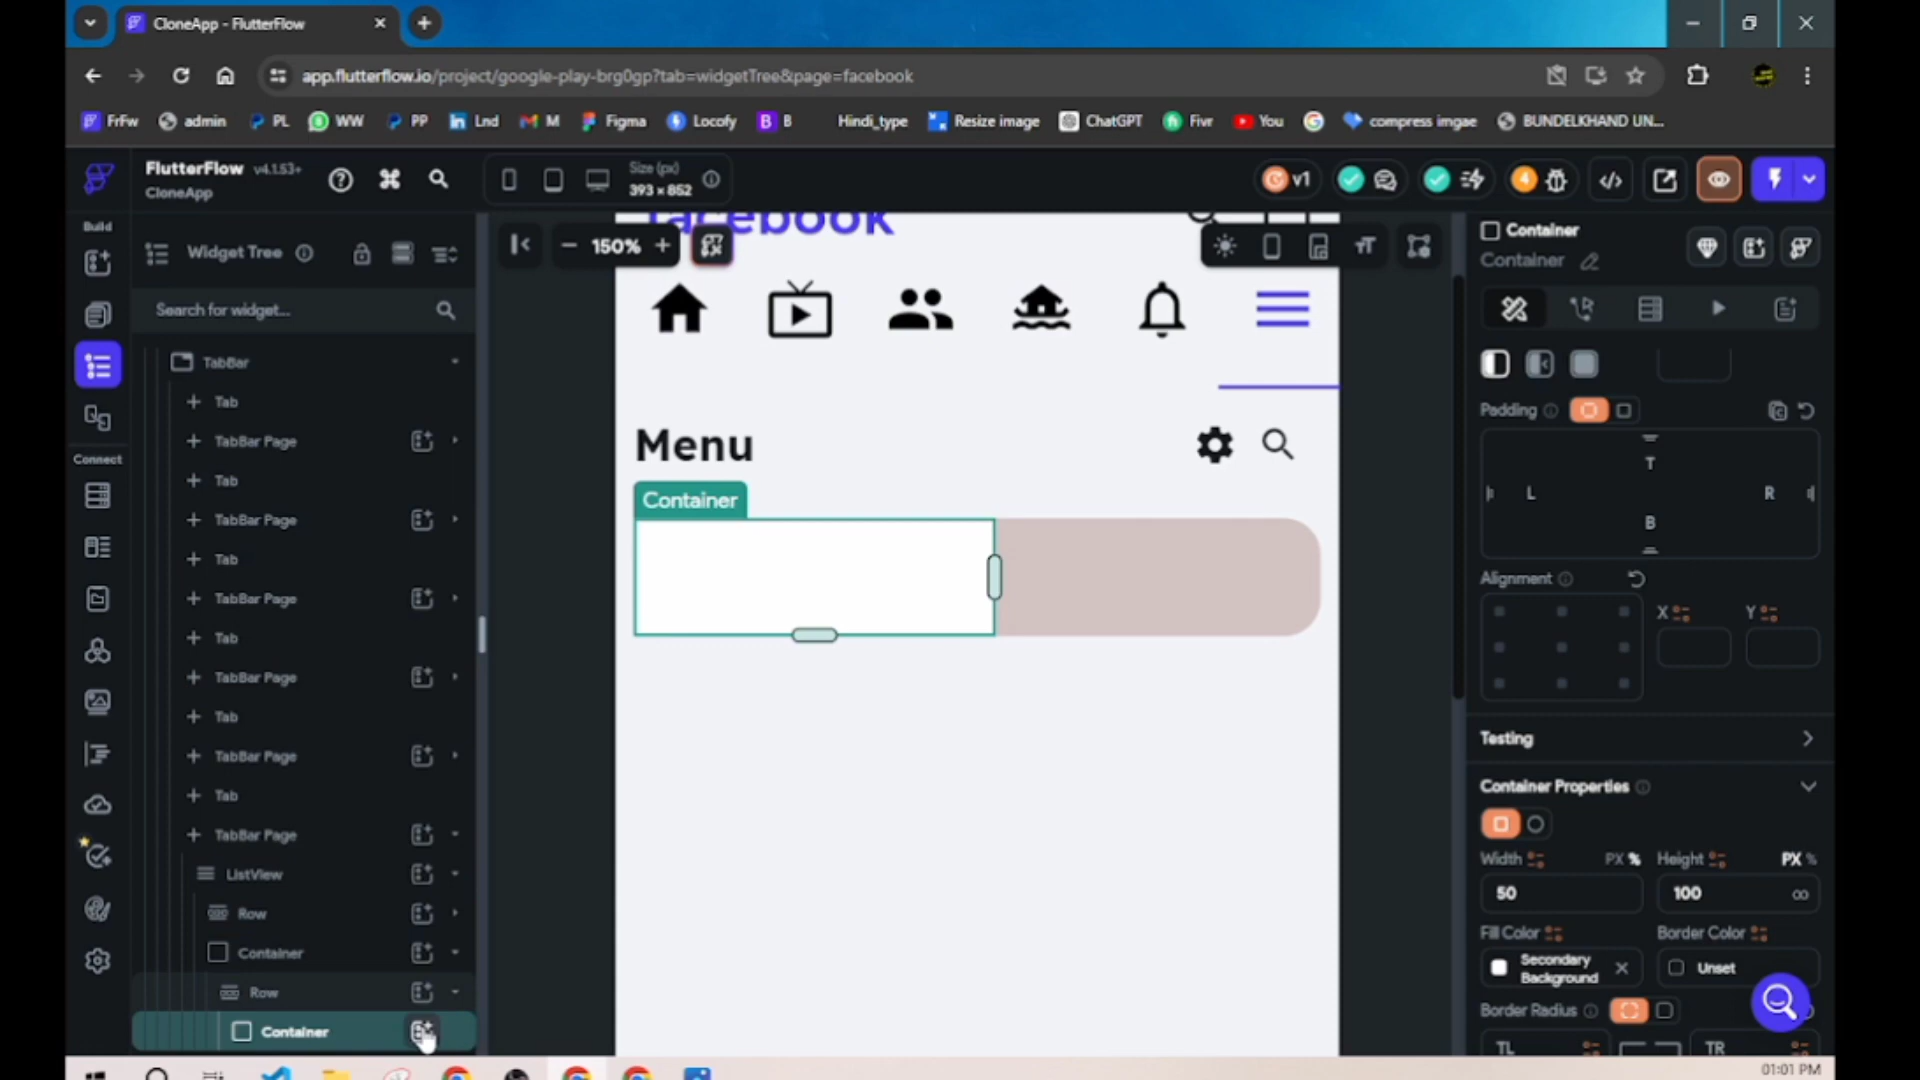 CloneApp - FlutterFlow
app.flutterflow.io/project/google-play-brg0gp?tab=widgetTree&page=facebook
FrFw admin PL WW PP Lnd M Figma Locofy B Hindi_type Resize image ChatGPT Fivr You compress imgae BUNDELKHAND UN...
FlutterFlow v4.1.53+
CloneApp
Size (px)
393 × 852
v1
4
Build
Connect
Widget Tree
Search for widget...
TabBar
Tab
TabBar Page
Tab
TabBar Page
Tab
TabBar Page
Tab
TabBar Page
Tab
TabBar Page
Tab
TabBar Page
ListView
Row
Container
Row
Container
150%
facebook
Menu
Container
Container
Container
Padding
T
L R
B
Alignment
X Y
Testing
Container Properties
Width PX % Height PX %
50 100 ∞
Fill Color Border Color
Secondary Background Unset
Border Radius
TL TR
01:01 PM